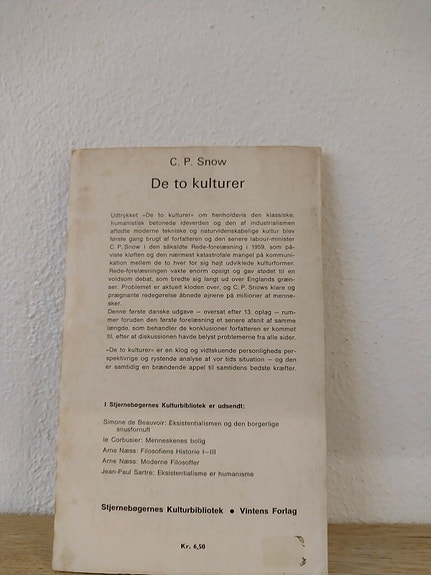 C. P. Snow
De to kulturer
Udtrykket »De to kulturer« om henholdsvis den klassiske,
humanistisk betonede ideverden og den af industrialismen
affødte moderne tekniske og naturvidenskabelige kultur blev
første gang brugt af forfatteren og den senere labour-minister
C. P. Snow i den såkaldte Rede-forelæsning i 1959, som på-
viste kløften og den nærmest katastrofale mangel på kommuni-
kation mellem de to hver for sig højt udviklede kulturformer.
Rede-forelæsningen vakte enorm opsigt og gav stødet til en
voldsom debat, som bredte sig langt ud over Englands græn-
ser. Problemet er aktuelt kloden over, og C. P. Snows klare og
prægnante redegørelse åbnede øjnene på millioner af menne-
sker.
Denne første danske udgave – oversat efter 13. oplag – rum-
mer foruden den første forelæsning et senere afsnit af samme
længde, som behandler de konklusioner forfatteren er kommet
til, efter at diskussionen havde belyst problemerne fra alle sider.
»De to kulturer« er en klog og vidtskuende personligheds per-
spektivrige og rystende analyse af vor tids situation – og den
er samtidig en brændende appel til samtidens bedste kræfter.
I Stjernebøgernes Kulturbibliotek er udsendt:
Simone de Beauvoir: Eksistentialismen og den borgerlige
snusfornuft
le Corbusier: Menneskenes bolig
Arne Næss: Filosofiens Historie I–III
Arne Næss: Moderne Filosoffer
Jean-Paul Sartre: Eksistentialisme er humanisme
Stjernebøgernes Kulturbibliotek ● Vintens Forlag
Kr. 6,50